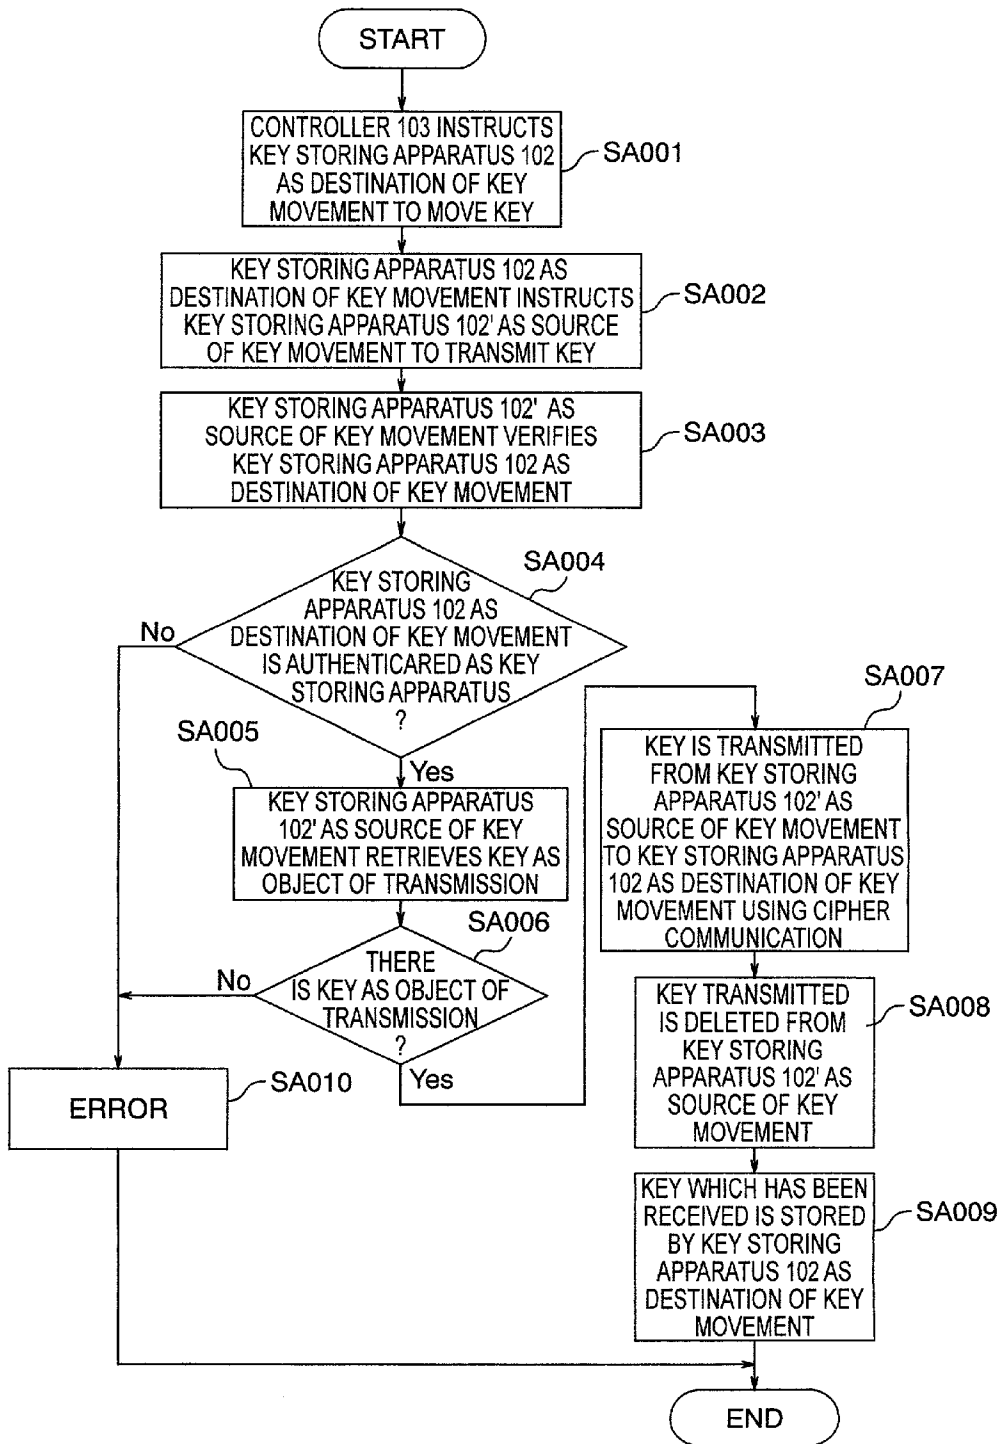 START
CONTROLLER 103 INSTRUCTS
KEY STORING APPARATUS 102
AS DESTINATION OF KEY
MOVEMENT TO MOVE KEY
SA001
KEY STORING APPARATUS 102 AS
DESTINATION OF KEY MOVEMENT INSTRUCTS
KEY STORING APPARATUS 102' AS SOURCE
OF KEY MOVEMENT TO TRANSMIT KEY
SA002
KEY STORING APPARATUS 102' AS
SOURCE OF KEY MOVEMENT VERIFIES
KEY STORING APPARATUS 102 AS
DESTINATION OF KEY MOVEMENT
SA003
SA004
KEY STORING
APPARATUS 102 AS
DESTINATION OF KEY MOVEMENT
IS AUTHENTICARED AS KEY
STORING APPARATUS
?
No
Yes
SA005
KEY STORING APPARATUS
102' AS SOURCE OF KEY
MOVEMENT RETRIEVES KEY AS
OBJECT OF TRANSMISSION
SA006
THERE
IS KEY AS OBJECT OF
TRANSMISSION
?
No
Yes
SA010
ERROR
SA007
KEY IS TRANSMITTED
FROM KEY STORING
APPARATUS 102' AS
SOURCE OF KEY MOVEMENT
TO KEY STORING APPARATUS
102 AS DESTINATION OF KEY
MOVEMENT USING CIPHER
COMMUNICATION
KEY TRANSMITTED
IS DELETED FROM
KEY STORING
APPARATUS 102' AS
SOURCE OF KEY
MOVEMENT
SA008
KEY WHICH HAS BEEN
RECEIVED IS STORED
BY KEY STORING
APPARATUS 102 AS
DESTINATION OF KEY
MOVEMENT
SA009
END